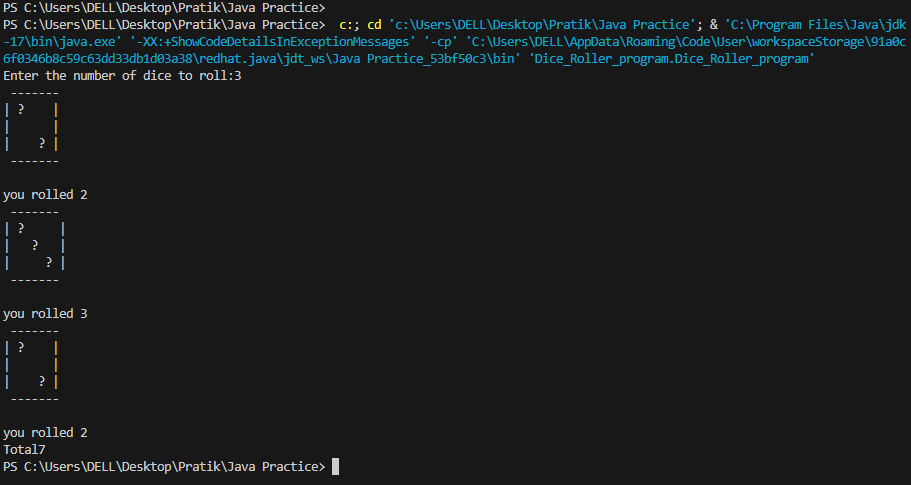 PS C:\Users\DELL\Desktop\Pratik\Java Practice>
PS C:\Users\DELL\Desktop\Pratik\Java Practice>  c:; cd 'c:\Users\DELL\Desktop\Pratik\Java Practice'; & 'C:\Program Files\Java\jdk
-17\bin\java.exe' '-XX:+ShowCodeDetailsInExceptionMessages' '-cp' 'C:\Users\DELL\AppData\Roaming\Code\User\workspaceStorage\91a0c
6f0346b8c59c63dd33db1d03a38\redhat.java\jdt_ws\Java Practice_53bf50c3\bin' 'Dice_Roller_program.Dice_Roller_program'
Enter the number of dice to roll:3
 -------
| ?    |
|      |
|    ? |
 -------

you rolled 2
 -------
| ?     |
|   ?   |
|     ? |
 -------

you rolled 3
 -------
| ?    |
|      |
|    ? |
 -------

you rolled 2
Total7
PS C:\Users\DELL\Desktop\Pratik\Java Practice>